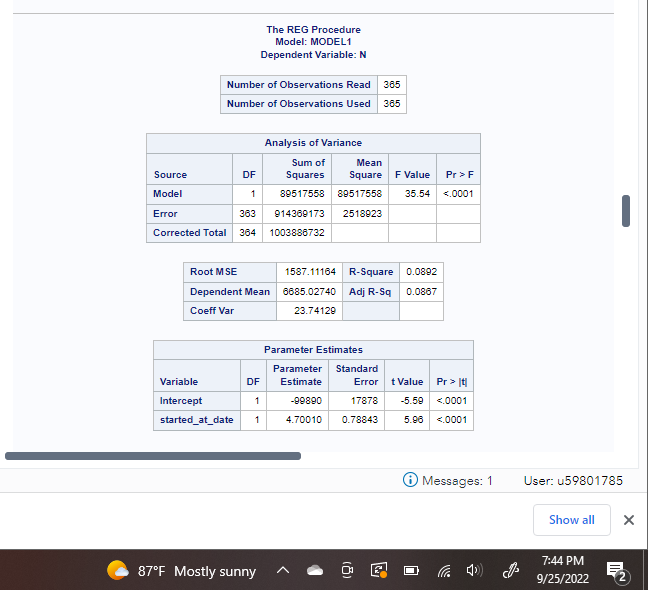 The REG Procedure
Model: MODEL1
Dependent Variable: N
Number of Observations Read 365
Number of Observations Used 365
Analysis of Variance
Source DF Sum of Squares Mean Square F Value Pr > F
Model 1 89517558 89517558 35.54 <.0001
Error 363 914369173 2518923
Corrected Total 364 1003886732
Root MSE 1587.11164 R-Square 0.0892
Dependent Mean 6685.02740 Adj R-Sq 0.0867
Coeff Var 23.74129
Parameter Estimates
Variable DF Parameter Estimate Standard Error t Value Pr > |t|
Intercept 1 -99890 17878 -5.59 <.0001
started_at_date 1 4.70010 0.78843 5.96 <.0001
Messages: 1 User: u59801785
Show all
87°F Mostly sunny
7:44 PM
9/25/2022
2